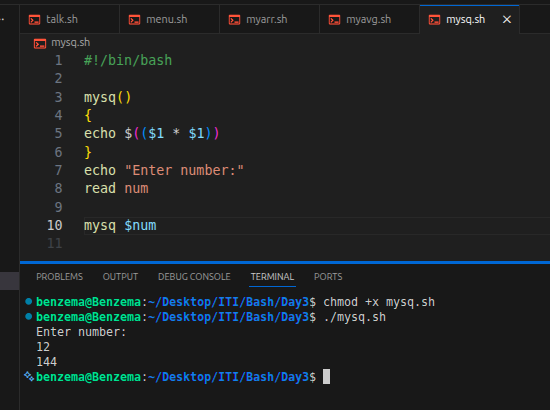 talk.sh menu.sh myarr.sh myavg.sh mysq.sh
mysq.sh
1 #!/bin/bash
2
3 mysq()
4 {
5 echo $(($1 * $1))
6 }
7 echo "Enter number:"
8 read num
9
10 mysq $num
11
PROBLEMS OUTPUT DEBUG CONSOLE TERMINAL PORTS
benzema@Benzema:~/Desktop/ITI/Bash/Day3$ chmod +x mysq.sh
benzema@Benzema:~/Desktop/ITI/Bash/Day3$ ./mysq.sh
Enter number:
12
144
benzema@Benzema:~/Desktop/ITI/Bash/Day3$